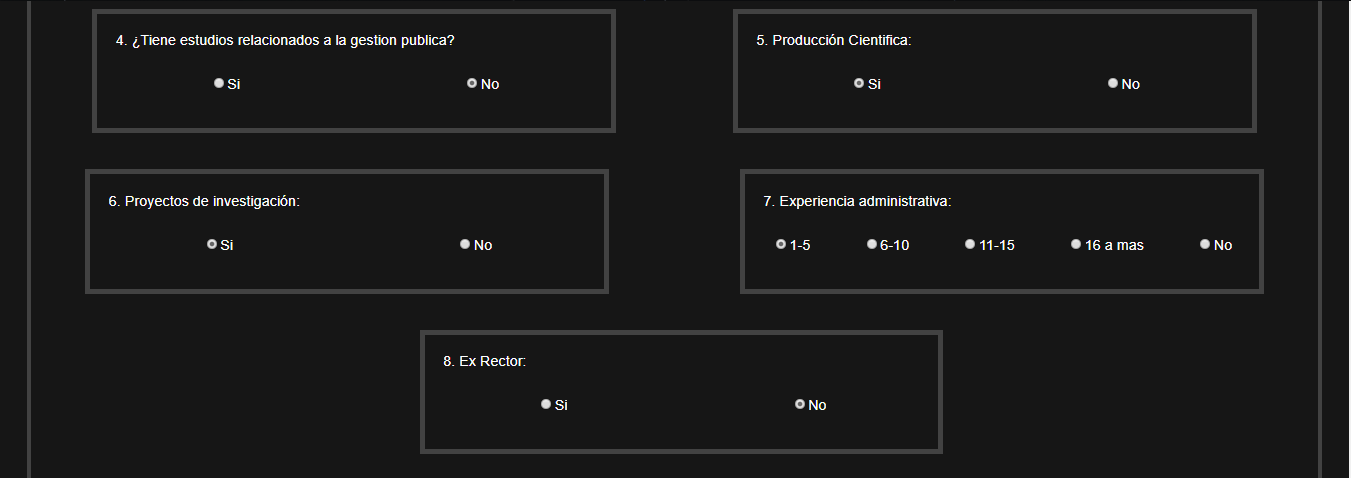 4. ¿Tiene estudios relacionados a la gestion publica?
Si No
5. Producción Cientifica:
Si No
6. Proyectos de investigación:
Si No
7. Experiencia administrativa:
1-5 6-10 11-15 16 a mas No
8. Ex Rector:
Si No